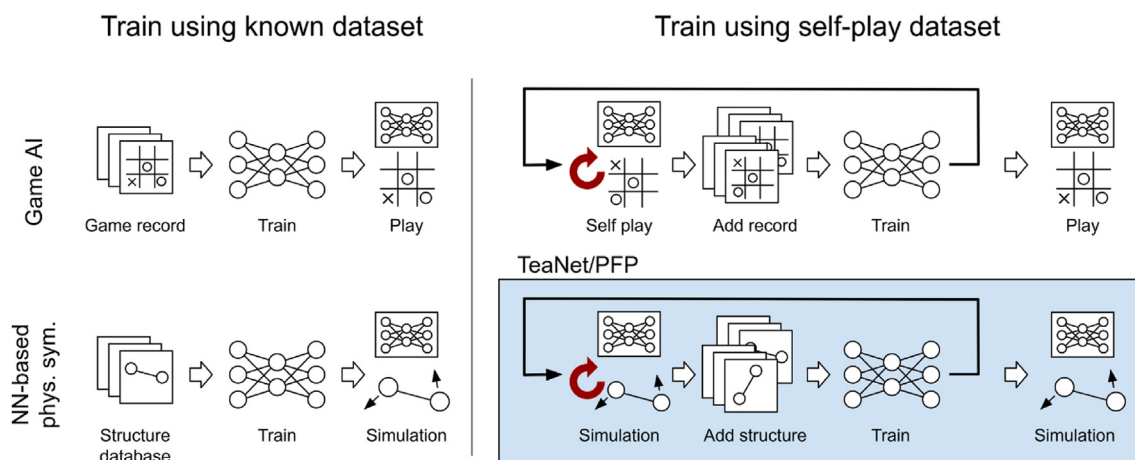 Train using known dataset
Train using self-play dataset
Game AI
Game record
Train
Play
Self play
Add record
Train
Play
TeaNet/PFP
NN-based
phys. sym.
Structure
database
Train
Simulation
Simulation
Add structure
Train
Simulation